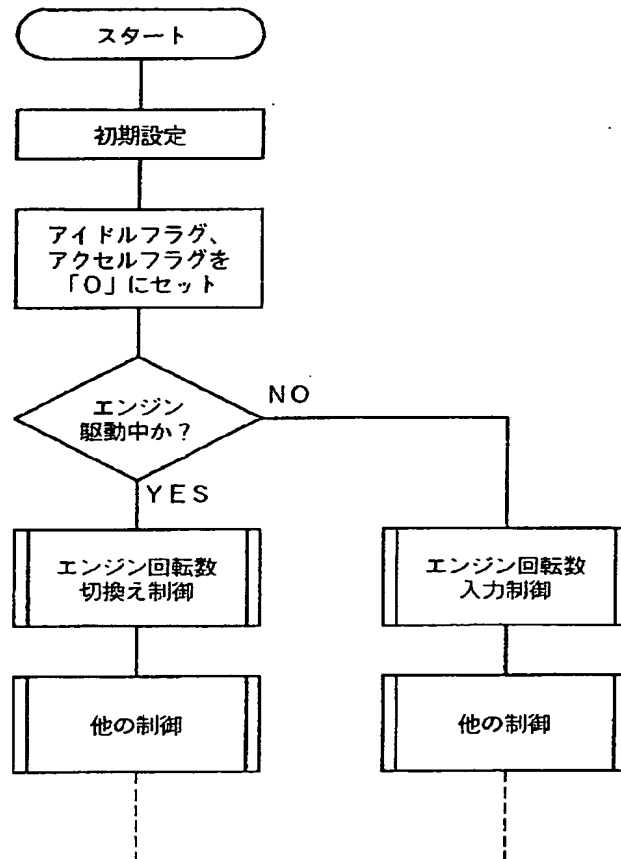 スタート
初期設定
アイドルフラグ、
アクセルフラグを
「0」にセット
エンジン
駆動中か？
NO
YES
エンジン回転数
切換え制御
エンジン回転数
入力制御
他の制御
他の制御